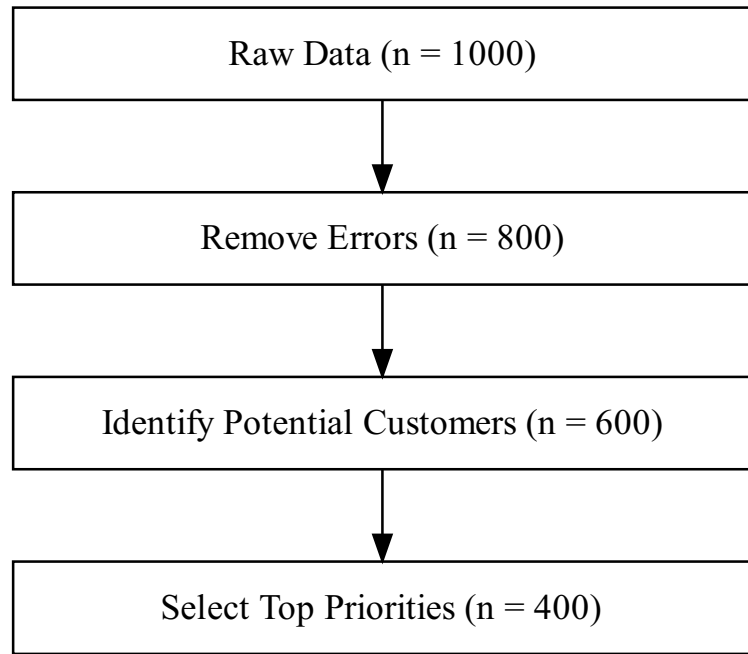 Raw Data (n = 1000)
Remove Errors (n = 800)
Identify Potential Customers (n = 600)
Select Top Priorities (n = 400)